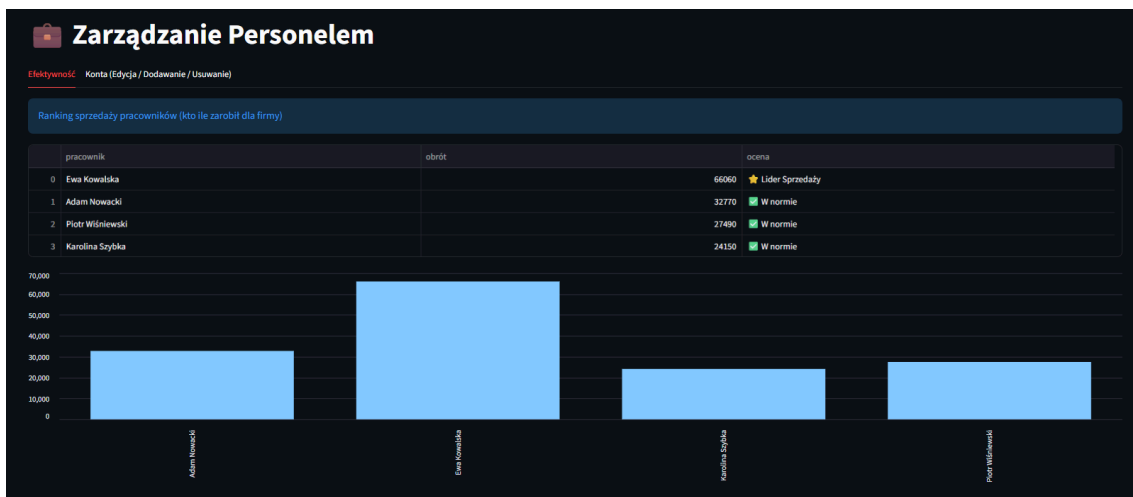 Zarządzanie Personelem
Efektywność Konta (Edycja / Dodawanie / Usuwanie)
Ranking sprzedaży pracowników (kto ile zarobił dla firmy)
pracownik obrót ocena
0 Ewa Kowalska 66060 Lider Sprzedaży
1 Adam Nowacki 32770 W normie
2 Piotr Wiśniewski 27490 W normie
3 Karolina Szybka 24150 W normie
70,000
60,000
50,000
40,000
30,000
20,000
10,000
0
Adam Nowacki
Ewa Kowalska
Karolina Szybka
Piotr Wiśniewski